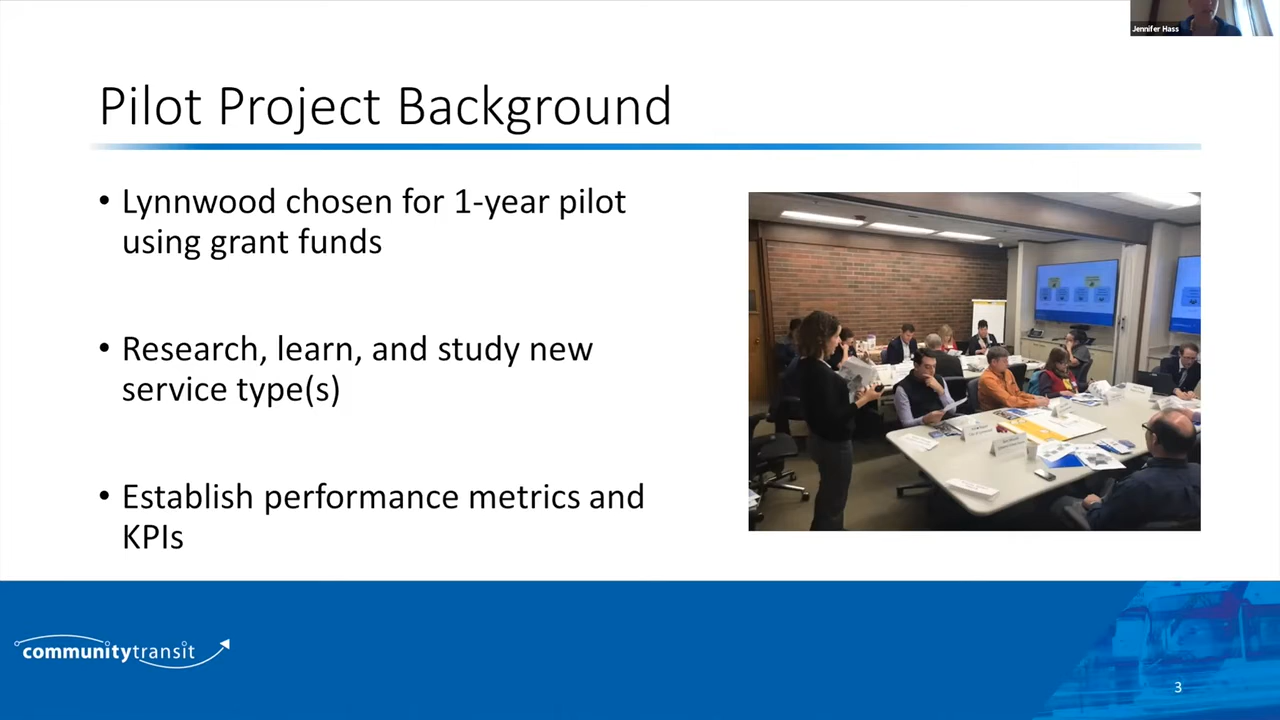 Jennifer Hass
Pilot Project Background
• Lynnwood chosen for 1-year pilot
using grant funds
• Research, learn, and study new
service type(s)
• Establish performance metrics and
KPIs
communitytransit
3